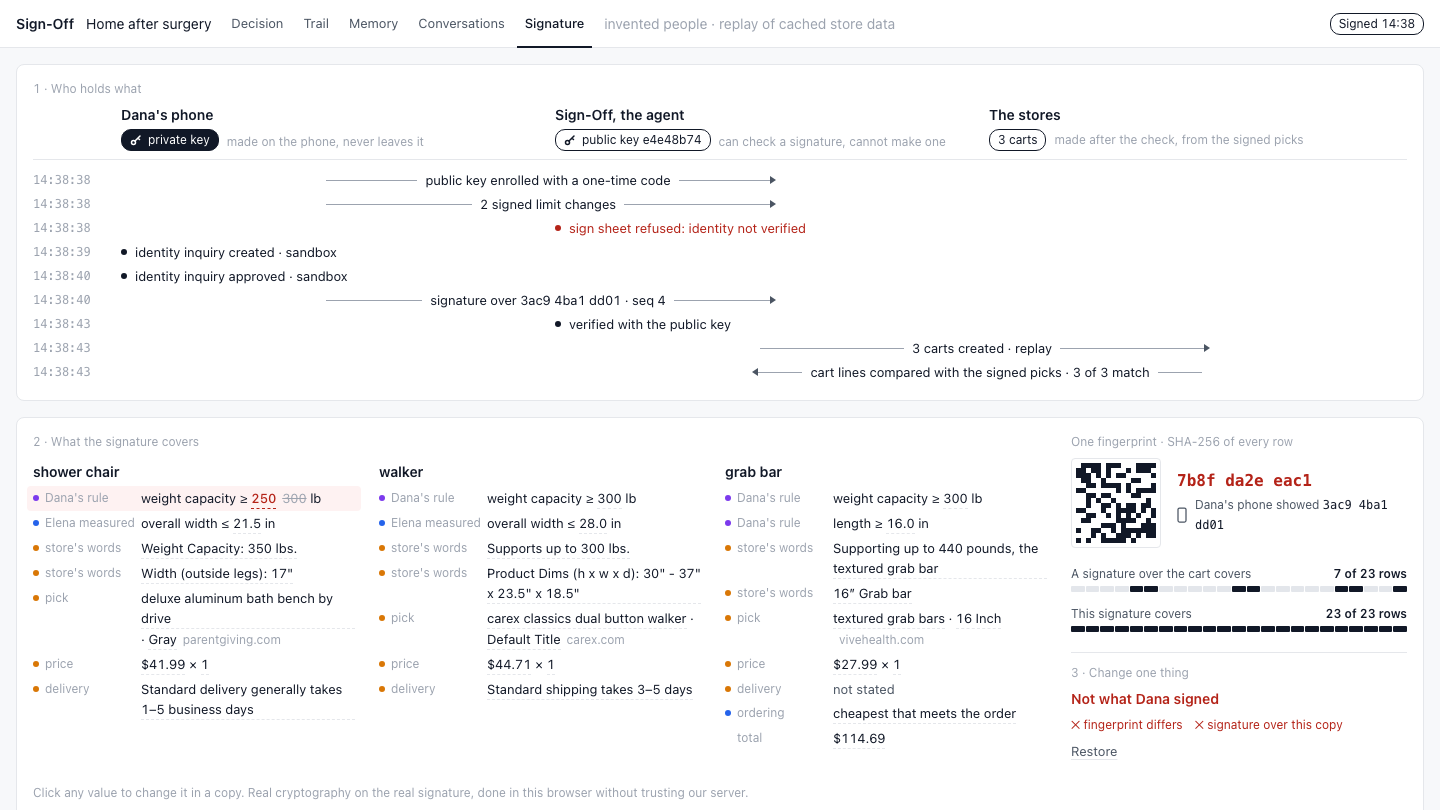 Sign-Off Home after surgery Decision Trail Memory Conversations Signature invented people · replay of cached store data Signed 14:38
1 · Who holds what
Dana's phone Sign-Off, the agent The stores
private key made on the phone, never leaves it public key e4e48b74 can check a signature, cannot make one 3 carts made after the check, from the signed picks
14:38:38 public key enrolled with a one-time code
14:38:38 2 signed limit changes
14:38:38 sign sheet refused: identity not verified
14:38:39 identity inquiry created · sandbox
14:38:40 identity inquiry approved · sandbox
14:38:40 signature over 3ac9 4ba1 dd01 · seq 4
14:38:43 verified with the public key
14:38:43 3 carts created · replay
14:38:43 cart lines compared with the signed picks · 3 of 3 match
2 · What the signature covers
shower chair
Dana's rule weight capacity ≥ 250 300 lb
Elena measured overall width ≤ 21.5 in
store's words Weight Capacity: 350 lbs.
store's words Width (outside legs): 17"
pick deluxe aluminum bath bench by
drive
· Gray parentgiving.com
price $41.99 × 1
delivery Standard delivery generally takes
1–5 business days
walker
Dana's rule weight capacity ≥ 300 lb
Elena measured overall width ≤ 28.0 in
store's words Supports up to 300 lbs.
store's words Product Dims (h x w x d): 30" - 37"
x 23.5" x 18.5"
pick carex classics dual button walker ·
Default Title carex.com
price $44.71 × 1
delivery Standard shipping takes 3–5 days
grab bar
Dana's rule weight capacity ≥ 300 lb
Dana's rule length ≥ 16.0 in
store's words Supporting up to 440 pounds, the
textured grab bar
store's words 16” Grab bar
pick textured grab bars · 16 Inch
vivehealth.com
price $27.99 × 1
delivery not stated
ordering cheapest that meets the order
total $114.69
One fingerprint · SHA-256 of every row
7b8f da2e eac1
Dana's phone showed 3ac9 4ba1
dd01
A signature over the cart covers 7 of 23 rows
This signature covers 23 of 23 rows
3 · Change one thing
Not what Dana signed
× fingerprint differs × signature over this copy
Restore
Click any value to change it in a copy. Real cryptography on the real signature, done in this browser without trusting our server.